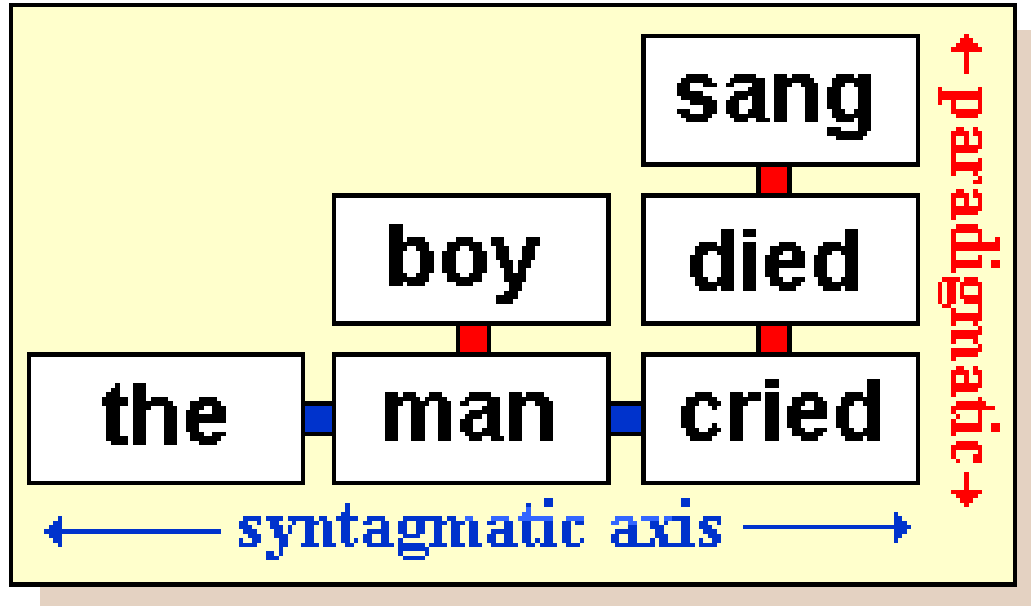 sang
boy died
the man cried
syntagmatic axis
paradigmatic